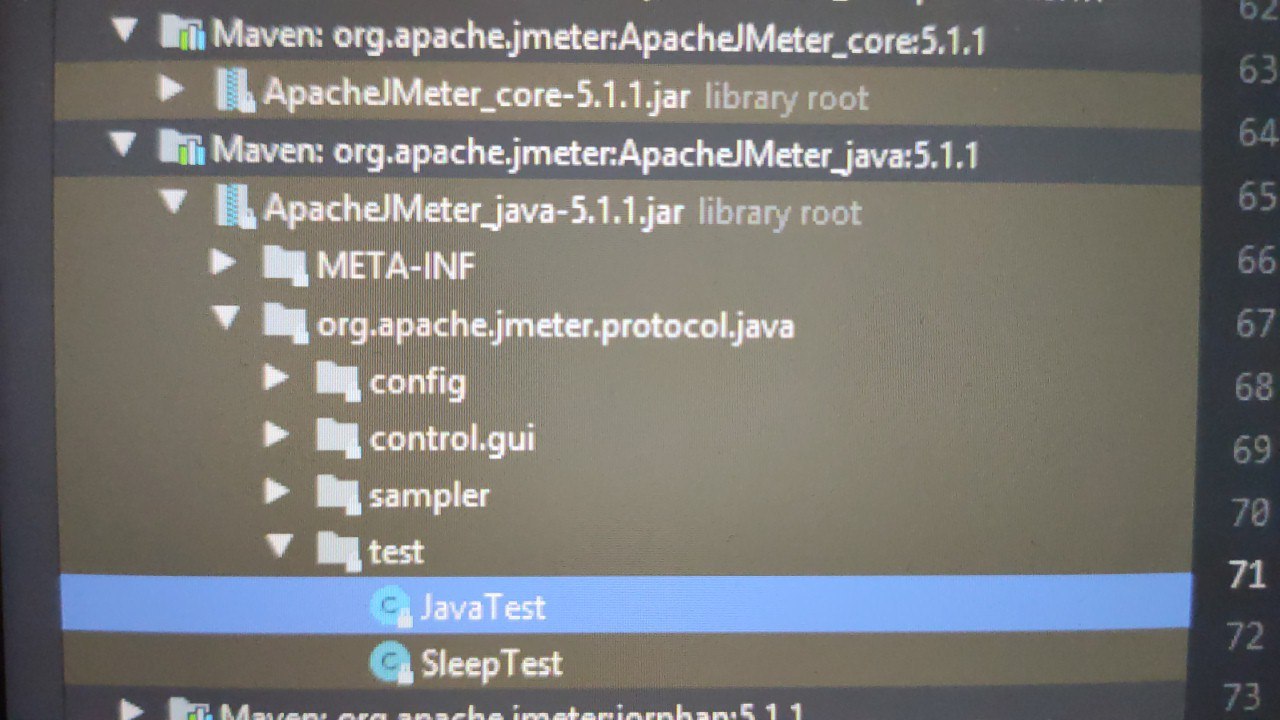 62
Maven: org.apache.jmeter:ApacheJMeter_core:5.1.1
63
ApacheJMeter_core-5.1.1.jar library root
64
Maven: org.apache.jmeter:ApacheJMeter_java:5.1.1
65
ApacheJMeter_java-5.1.1.jar library root
66
META-INF
67
org.apache.jmeter.protocol.java
68
config
69
control.gui
70
sampler
test
71
JavaTest
72
SleepTest
73
Maven: org.apache.jmeter:jorphan:5.1.1